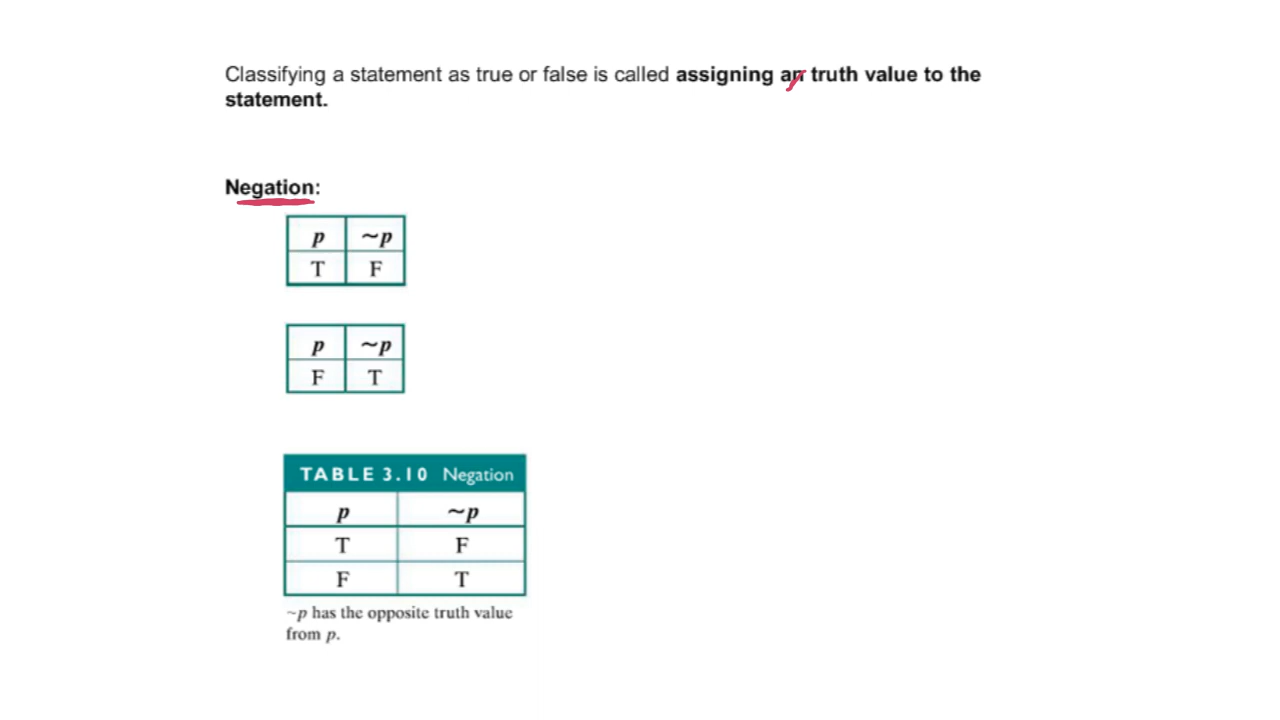 Classifying a statement as true or false is called assigning an truth value to the
statement.
Negation:
p ~p
T F
p ~p
F T
TABLE 3.10 Negation
p ~p
T F
F T
~p has the opposite truth value
from p.